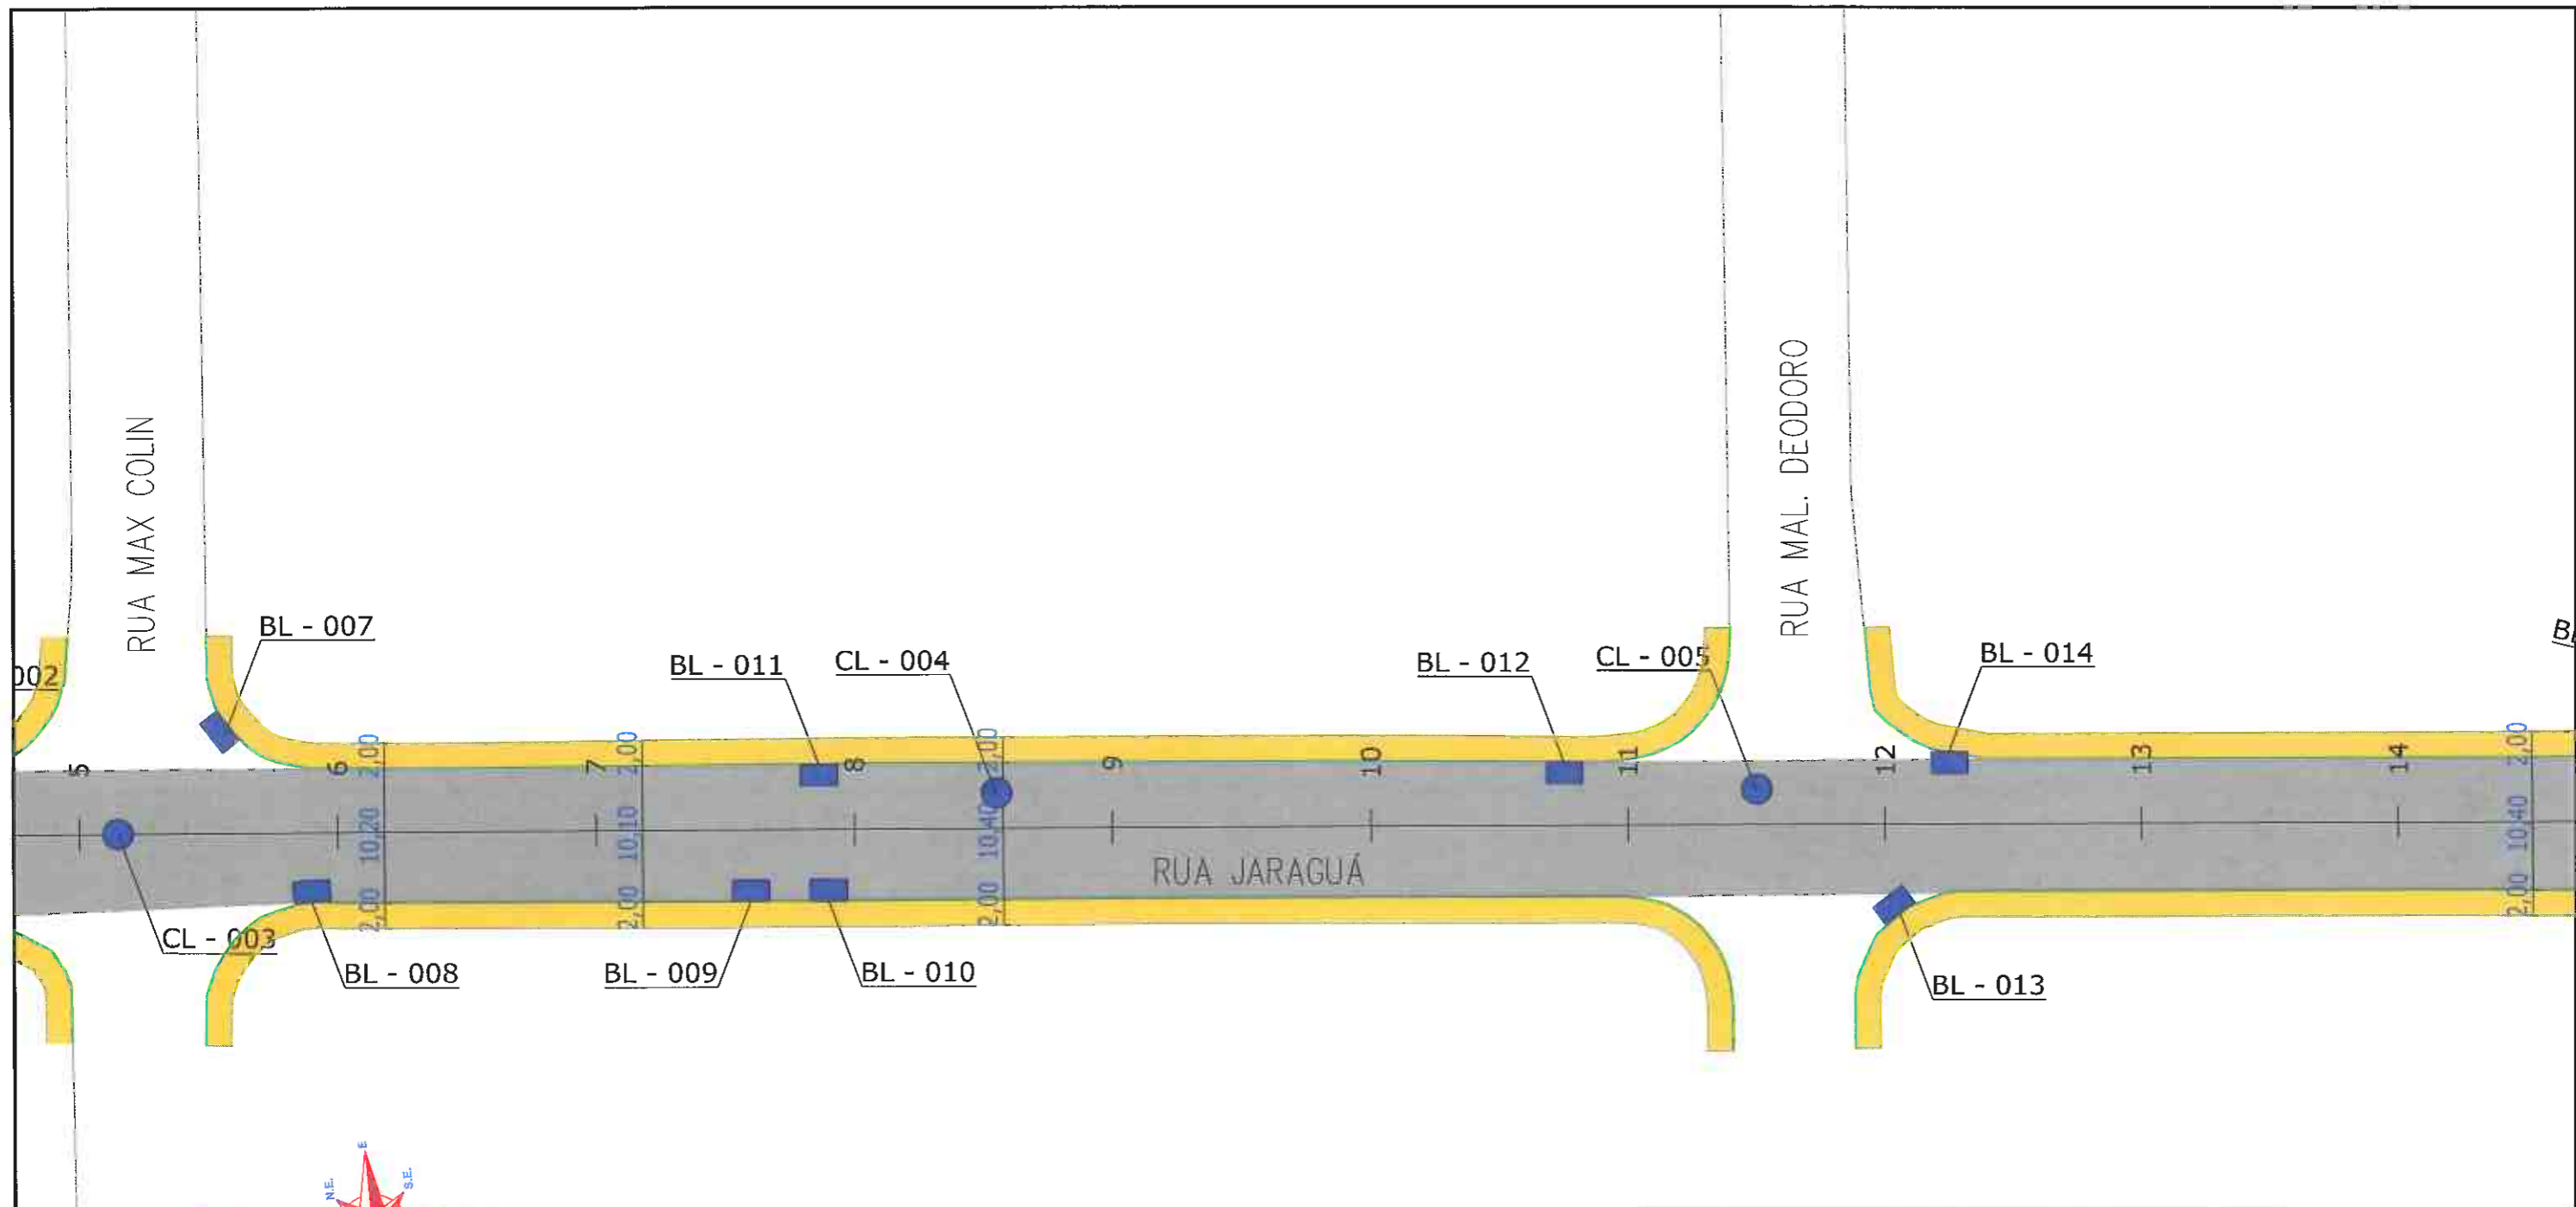 RUA MAX COLIN
RUA MAL. DEODORO
BL - 007
002
BL - 011
CL - 004
BL - 012
CL - 005
BL - 014
5
6
7
8
9
10
11
12
13
14
2,00
10,20
2,00
2,00
10,10
2,00
2,00
10,40
2,00
2,00
10,40
2,00
RUA JARAGUÁ
CL - 003
BL - 008
BL - 009
BL - 010
BL - 013
E
N.E.
S.E.